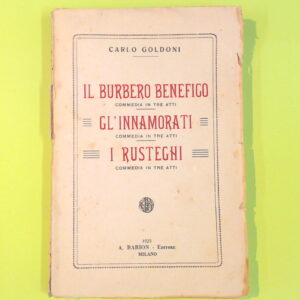 CARLO GOLDONI
IL BURBERO BENEFICO
COMMEDIA IN TRE ATTI
GL'INNAMORATI
COMMEDIA IN TRE ATTI
I RUSTEGHI
COMMEDIA IN TRE ATTI
1925
A. BARION - EDITORE
MILANO